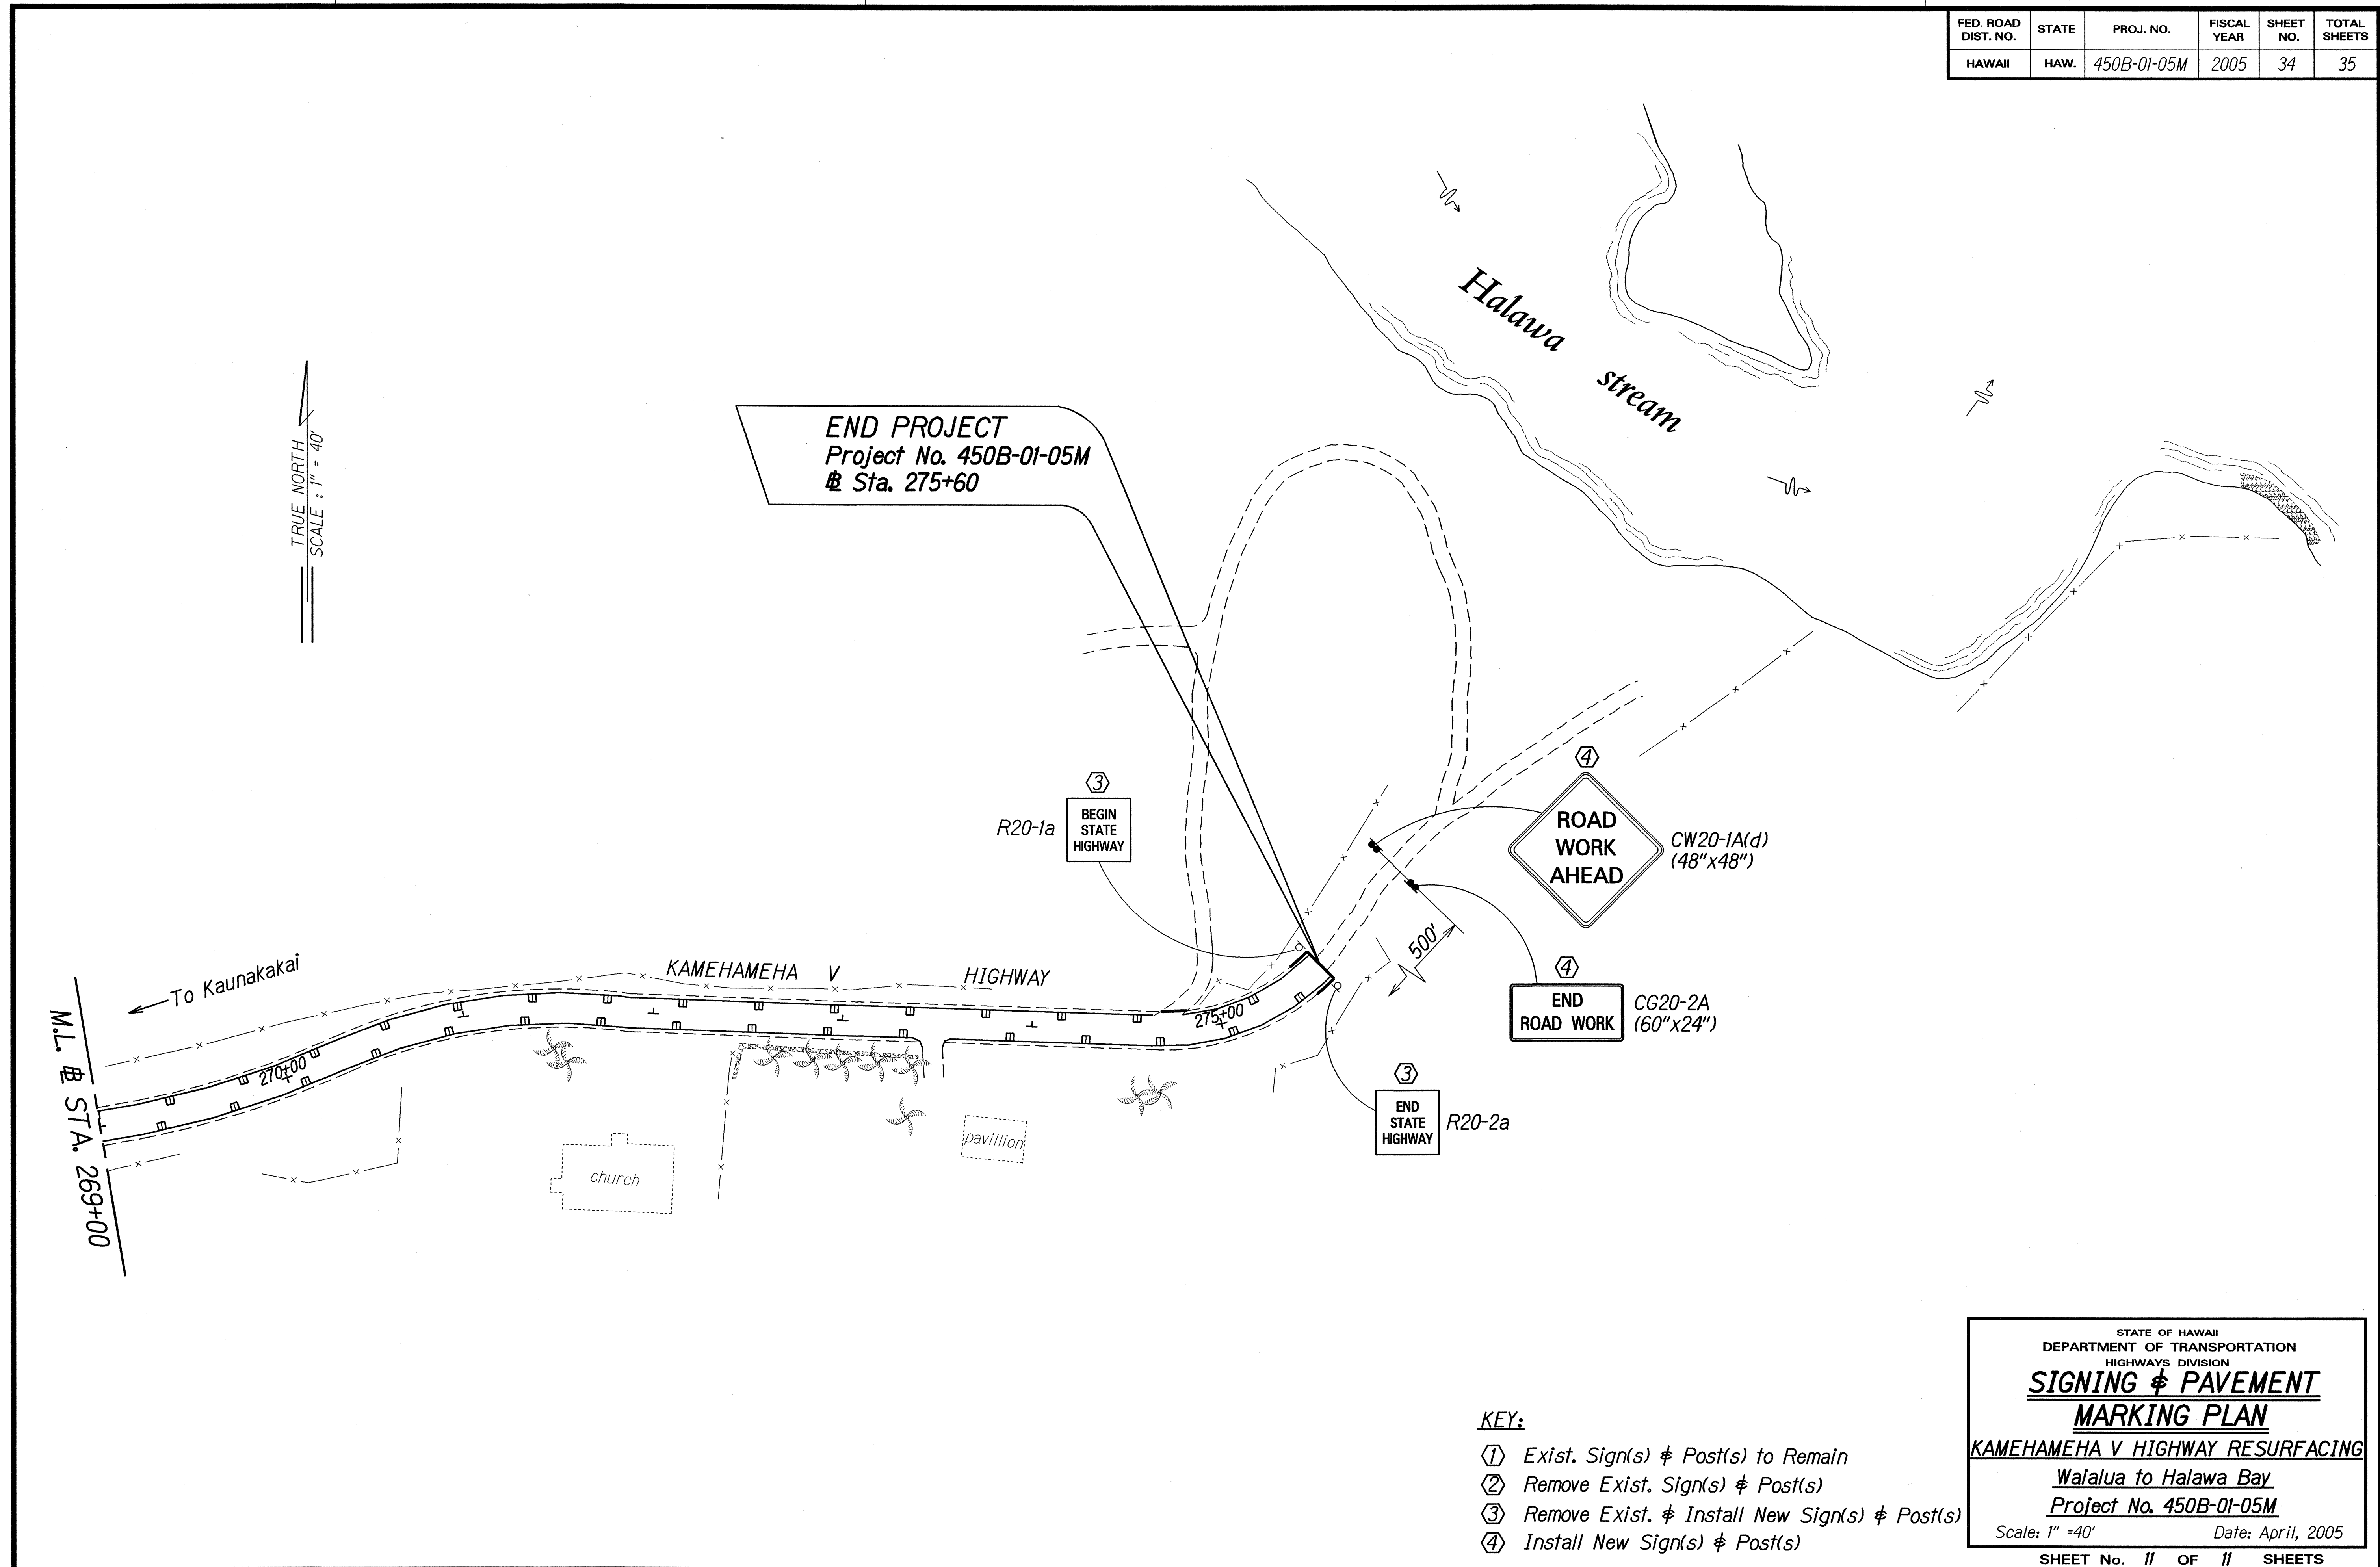 FED. ROAD DIST. NO. STATE PROJ. NO. FISCAL YEAR SHEET NO. TOTAL SHEETS
HAWAII HAW. 450B-01-05M 2005 34 35
Halawa
stream
TRUE NORTH
SCALE : 1" = 40'
END PROJECT
Project No. 450B-01-05M
℄ Sta. 275+60
3
R20-1a
BEGIN
STATE
HIGHWAY
4
ROAD
WORK
AHEAD
CW20-1A(d)
(48"x48")
500'
4
END
ROAD WORK
CG20-2A
(60"x24")
3
END
STATE
HIGHWAY
R20-2a
To Kaunakakai
KAMEHAMEHA V HIGHWAY
M.L. ℄ STA. 269+00
270+00
275+00
church
pavillion
KEY:
1 Exist. Sign(s) & Post(s) to Remain
2 Remove Exist. Sign(s) & Post(s)
3 Remove Exist. & Install New Sign(s) & Post(s)
4 Install New Sign(s) & Post(s)
STATE OF HAWAII
DEPARTMENT OF TRANSPORTATION
HIGHWAYS DIVISION
SIGNING & PAVEMENT
MARKING PLAN
KAMEHAMEHA V HIGHWAY RESURFACING
Waialua to Halawa Bay
Project No. 450B-01-05M
Scale: 1" =40' Date: April, 2005
SHEET No. 11 OF 11 SHEETS